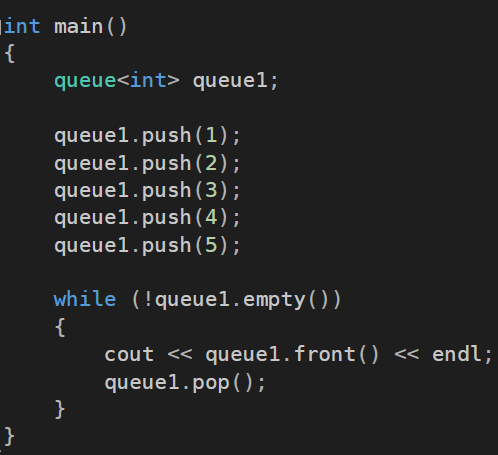 int main()
{
    queue<int> queue1;

    queue1.push(1);
    queue1.push(2);
    queue1.push(3);
    queue1.push(4);
    queue1.push(5);

    while (!queue1.empty())
    {
        cout << queue1.front() << endl;
        queue1.pop();
    }
}